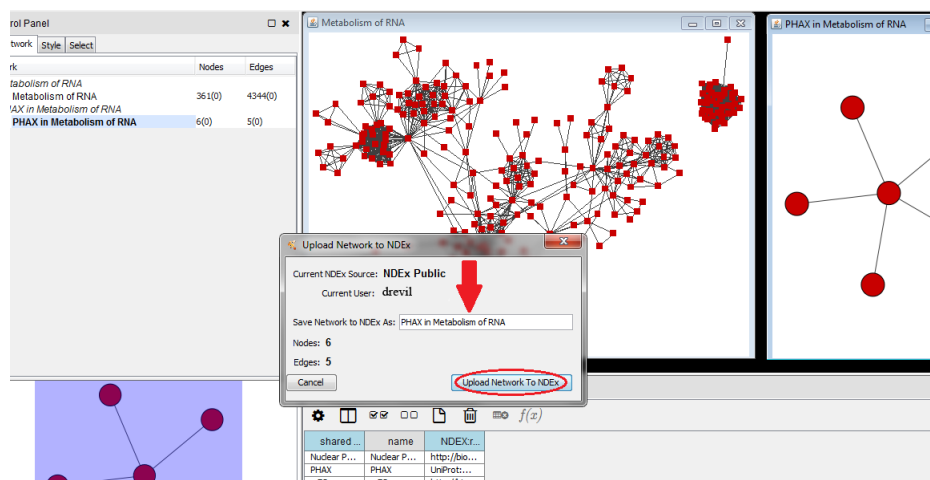 rol Panel
twork Style Select
rk Nodes Edges
tabolism of RNA
Metabolism of RNA 361(0) 4344(0)
AX in Metabolism of RNA
PHAX in Metabolism of RNA 6(0) 5(0)
Metabolism of RNA
PHAX in Metabolism of RNA
Upload Network to NDEx
Current NDEx Source: NDEx Public
Current User: drevil
Save Network to NDEx As: PHAX in Metabolism of RNA
Nodes: 6
Edges: 5
Cancel Upload Network To NDEx
f(x)
shared ... name NDEX:r...
Nuclear P... Nuclear P... http://bio...
PHAX PHAX UniProt:...